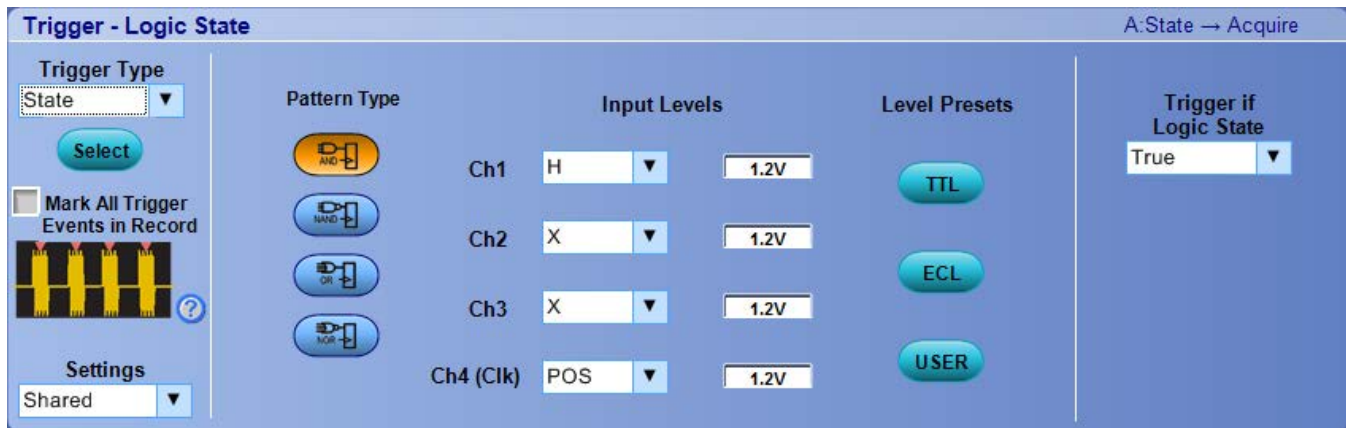 Trigger - Logic State
A:State → Acquire
Trigger Type
State
Select
Mark All Trigger
Events in Record
Settings
Shared
Pattern Type
AND
NAND
OR
NOR
Input Levels
Ch1 H 1.2V
Ch2 X 1.2V
Ch3 X 1.2V
Ch4 (Clk) POS 1.2V
Level Presets
TTL
ECL
USER
Trigger if
Logic State
True